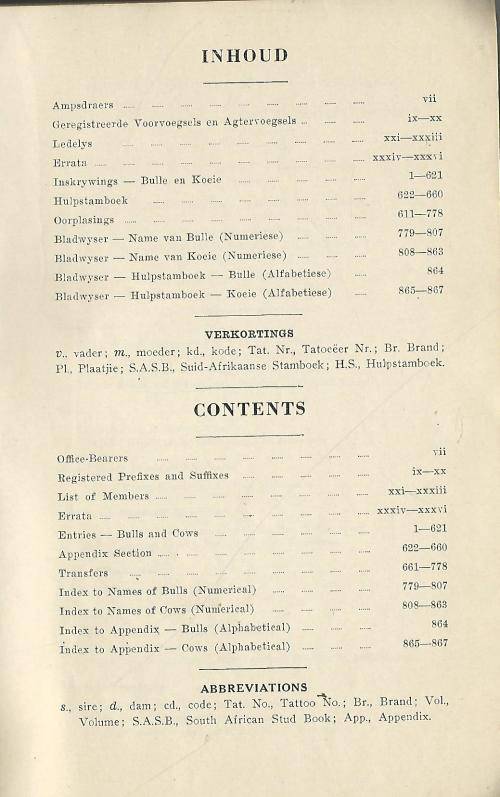 INHOUD
Ampsdraers ..... vii
Geregistreerde Voorvoegsels en Agtervoegsels ..... ix—xx
Ledelys ..... xxi—xxxiii
Errata ..... xxxiv—xxxvi
Inskrywings — Bulle en Koeie ..... 1—621
Hulpstamboek ..... 622—660
Oorplasings ..... 611—778
Bladwyser — Name van Bulle (Numeriese) ..... 779—807
Bladwyser — Name van Koeie (Numeriese) ..... 808—863
Bladwyser — Hulpstamboek — Bulle (Alfabetiese) ..... 864
Bladwyser — Hulpstamboek — Koeie (Alfabetiese) ..... 865—867
VERKORTINGS
v., vader; m., moeder; kd., kode; Tat. Nr., Tatoeëer Nr.; Br. Brand;
Pl., Plaatjie; S.A.S.B., Suid-Afrikaanse Stamboek; H.S., Hulpstamboek.
CONTENTS
Office-Bearers ..... vii
Registered Prefixes and Suffixes ..... ix—xx
List of Members ..... xxi—xxxiii
Errata ..... xxxiv—xxxvi
Entries — Bulls and Cows ..... 1—621
Appendix Section ..... 622—660
Transfers ..... 661—778
Index to Names of Bulls (Numerical) ..... 779—807
Index to Names of Cows (Numerical) ..... 808—863
Index to Appendix — Bulls (Alphabetical) ..... 864
Index to Appendix — Cows (Alphabetical) ..... 865—867
ABBREVIATIONS
s., sire; d., dam; cd., code; Tat. No., Tattoo No.; Br., Brand; Vol.,
Volume; S.A.S.B., South African Stud Book; App., Appendix.